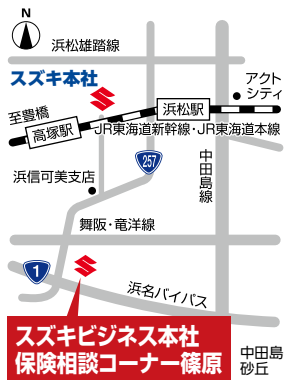 N
浜松雄踏線
スズキ本社
アクト
シティ
至豊橋
浜松駅
高塚駅
JR東海道新幹線・JR東海道本線
257
中田島線
浜信可美支店
舞阪・竜洋線
1
浜名バイパス
スズキビジネス本社
保険相談コーナー篠原
中田島
砂丘